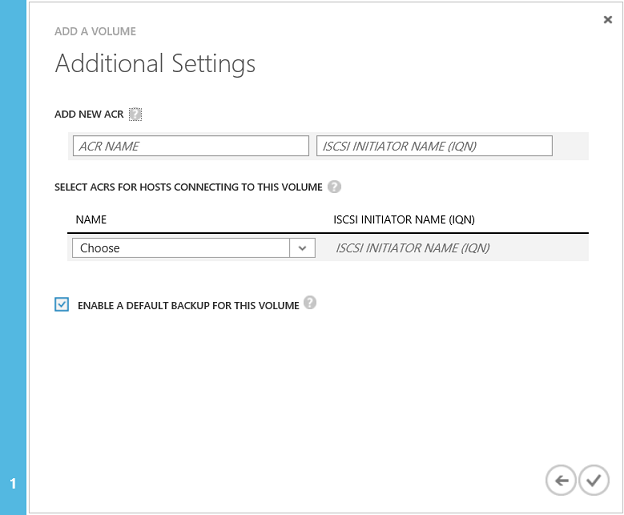 ADD A VOLUME
Additional Settings
ADD NEW ACR ?
ACR NAME ISCSI INITIATOR NAME (IQN)
SELECT ACRS FOR HOSTS CONNECTING TO THIS VOLUME ?
NAME ISCSI INITIATOR NAME (IQN)
Choose ISCSI INITIATOR NAME (IQN)
ENABLE A DEFAULT BACKUP FOR THIS VOLUME ?
1